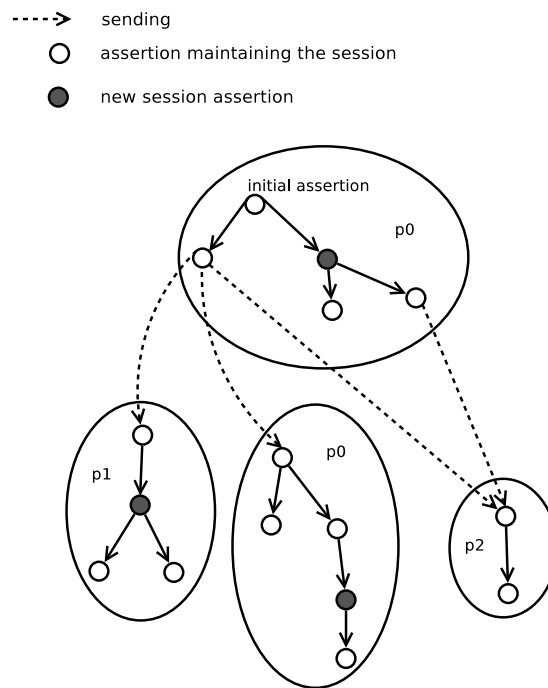 sending
assertion maintaining the session
new session assertion
initial assertion
p0
p1
p0
p2